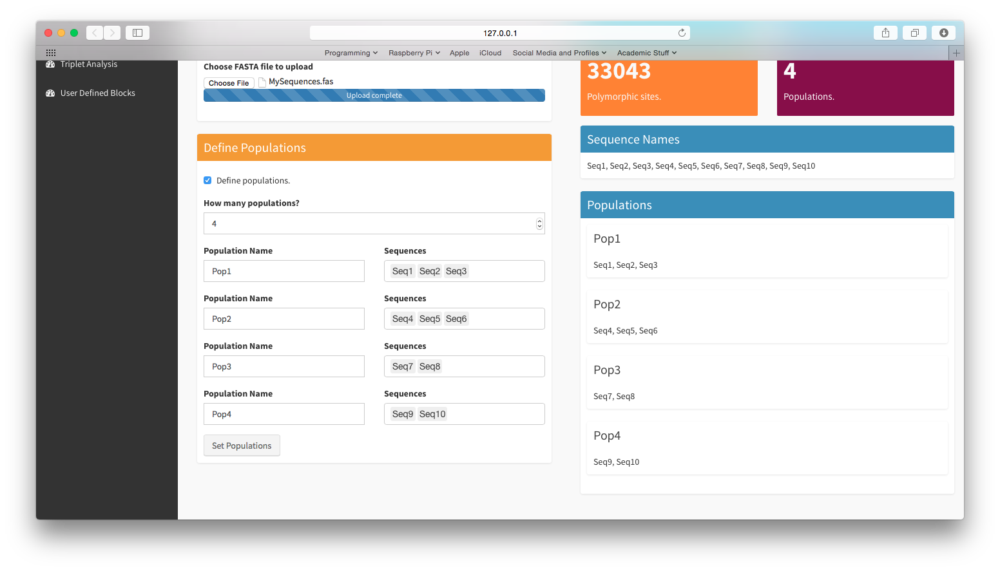 127.0.0.1
Programming
Raspberry Pi
Apple
iCloud
Social Media and Profiles
Academic Stuff
Triplet Analysis
User Defined Blocks
Choose FASTA file to upload
Choose File MySequences.fas
Upload complete
Define Populations
Define populations.
How many populations?
4
Population Name Sequences
Pop1 Seq1 Seq2 Seq3
Population Name Sequences
Pop2 Seq4 Seq5 Seq6
Population Name Sequences
Pop3 Seq7 Seq8
Population Name Sequences
Pop4 Seq9 Seq10
Set Populations
33043
Polymorphic sites.
4
Populations.
Sequence Names
Seq1, Seq2, Seq3, Seq4, Seq5, Seq6, Seq7, Seq8, Seq9, Seq10
Populations
Pop1
Seq1, Seq2, Seq3
Pop2
Seq4, Seq5, Seq6
Pop3
Seq7, Seq8
Pop4
Seq9, Seq10